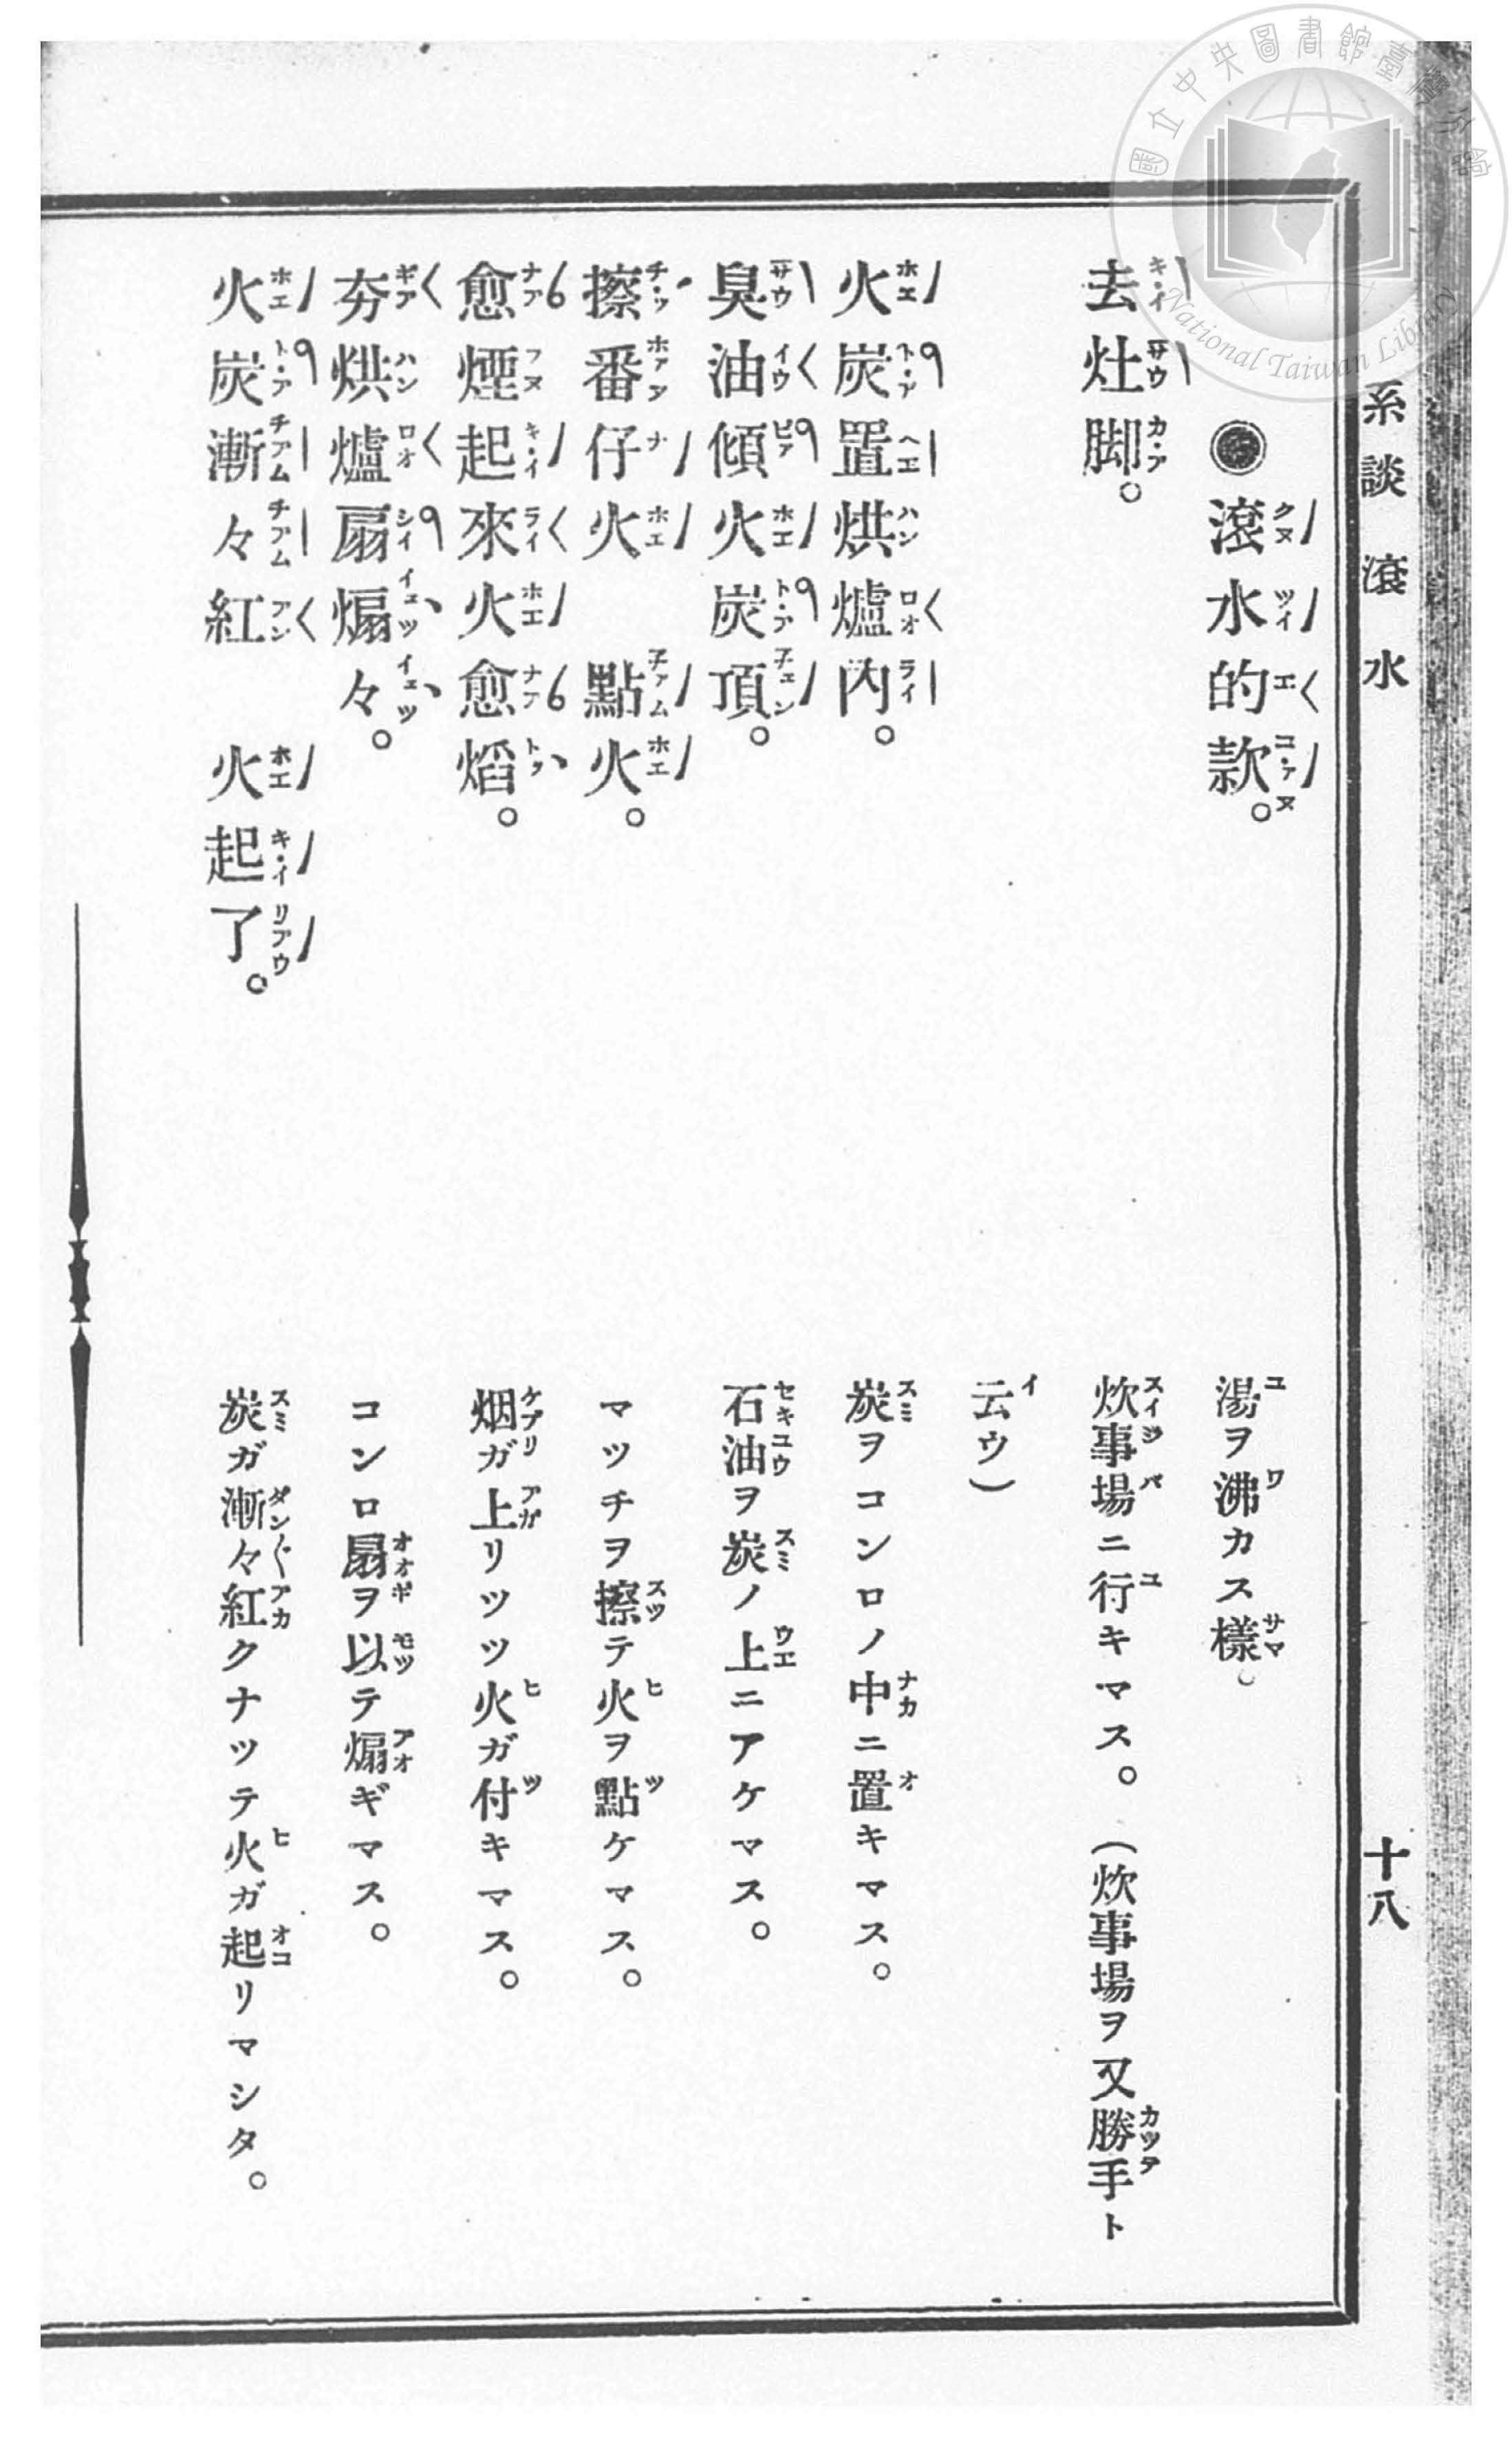 國立中央圖書館臺灣分館
National Taiwan Library
系談 滾水 十八
●滾水的款。
湯ヲ沸カス樣。
去灶脚。
炊事場ニ行キマス。(炊事場ヲ又勝手ト
云ウ)
火炭置烘爐內。
炭ヲコンロノ中ニ置キマス。
臭油傾火炭頂。
石油ヲ炭ノ上ニアケマス。
擦番仔火 點火。
マッチヲ擦テ火ヲ點ケマス。
愈煙起來火愈熖。
烟ガ上リツツ火ガ付キマス。
夯烘爐扇煽々。
コンロ扇ヲ以テ煽ギマス。
火炭漸々紅 火起了。
炭ガ漸々紅クナッテ火ガ起リマシタ。